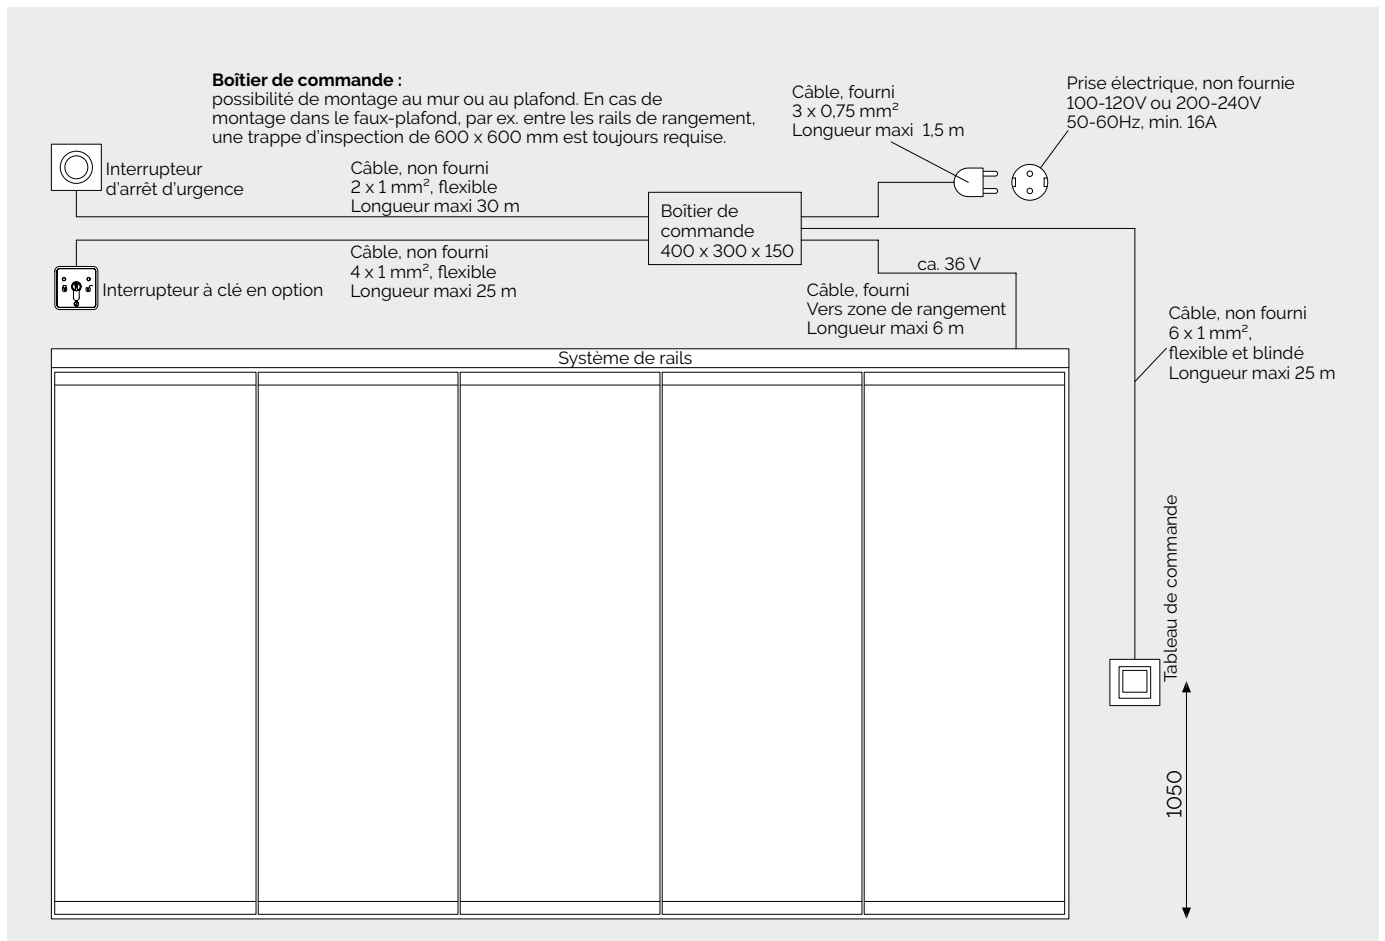 Boîtier de commande :
possibilité de montage au mur ou au plafond. En cas de
montage dans le faux-plafond, par ex. entre les rails de rangement,
une trappe d'inspection de 600 x 600 mm est toujours requise.
Câble, fourni
3 x 0,75 mm²
Longueur maxi 1,5 m
Prise électrique, non fournie
100-120V ou 200-240V
50-60Hz, min. 16A
Interrupteur
d'arrêt d'urgence
Câble, non fourni
2 x 1 mm², flexible
Longueur maxi 30 m
Boîtier de
commande
400 x 300 x 150
Câble, non fourni
4 x 1 mm², flexible
Longueur maxi 25 m
Interrupteur à clé en option
ca. 36 V
Câble, fourni
Vers zone de rangement
Longueur maxi 6 m
Câble, non fourni
6 x 1 mm²,
flexible et blindé
Longueur maxi 25 m
Système de rails
Tableau de commande
1050